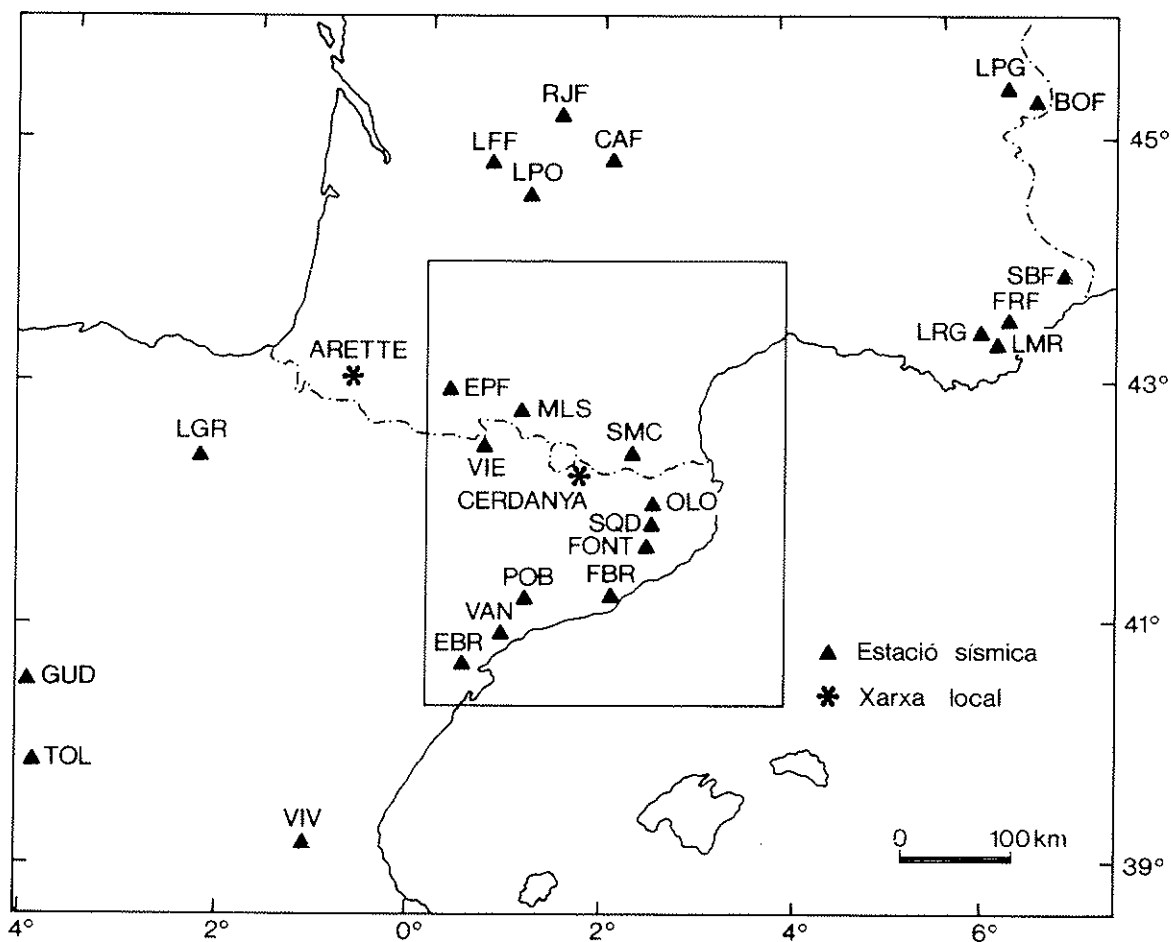 LPG
BOF
RJF
LFF
CAF
LPO
45°
SBF
FRF
LRG
LMR
ARETTE
EPF
43°
MLS
LGR
SMC
VIE
CERDANYA
OLO
SQD
FONT
POB
FBR
VAN
41°
EBR
Estació sísmica
GUD
Xarxa local
TOL
VIV
0
100km
39°
4°
2°
0°
2°
4°
6°